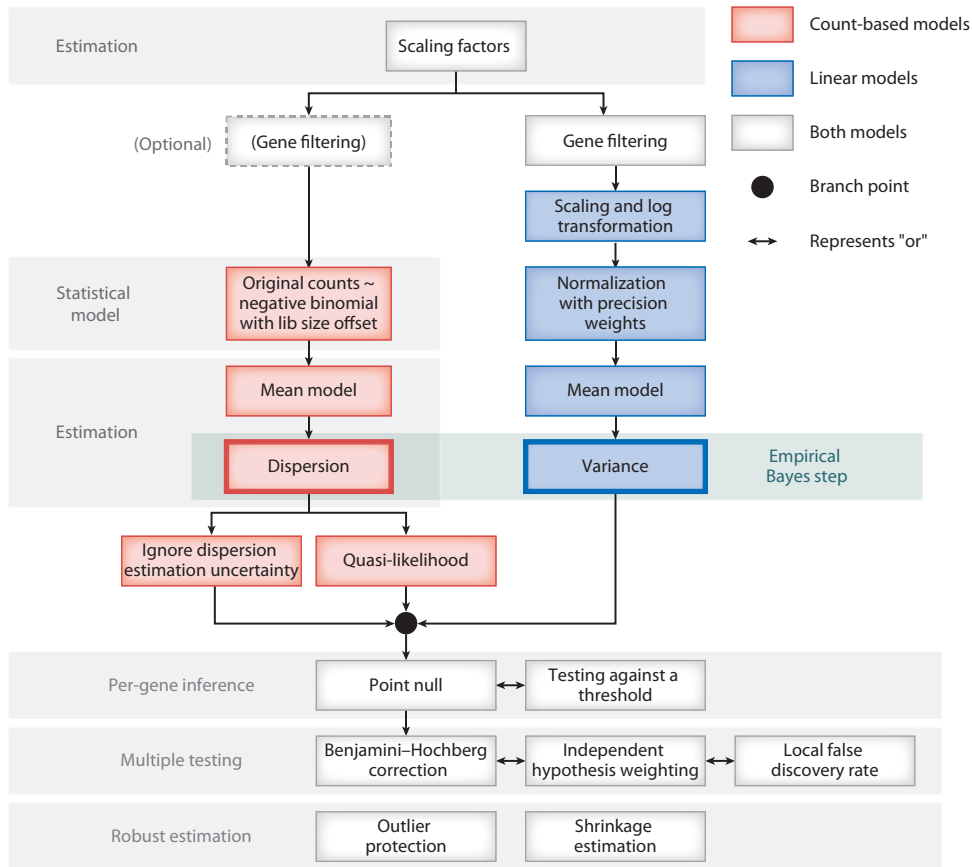 Estimation
Scaling factors
Count-based models
Linear models
Both models
Branch point
Represents "or"
(Optional)
(Gene filtering)
Gene filtering
Scaling and log
transformation
Statistical
model
Original counts ~
negative binomial
with lib size offset
Normalization
with precision
weights
Estimation
Mean model
Mean model
Dispersion
Variance
Empirical
Bayes step
Ignore dispersion
estimation uncertainty
Quasi-likelihood
Per-gene inference
Point null
Testing against a
threshold
Multiple testing
Benjamini–Hochberg
correction
Independent
hypothesis weighting
Local false
discovery rate
Robust estimation
Outlier
protection
Shrinkage
estimation